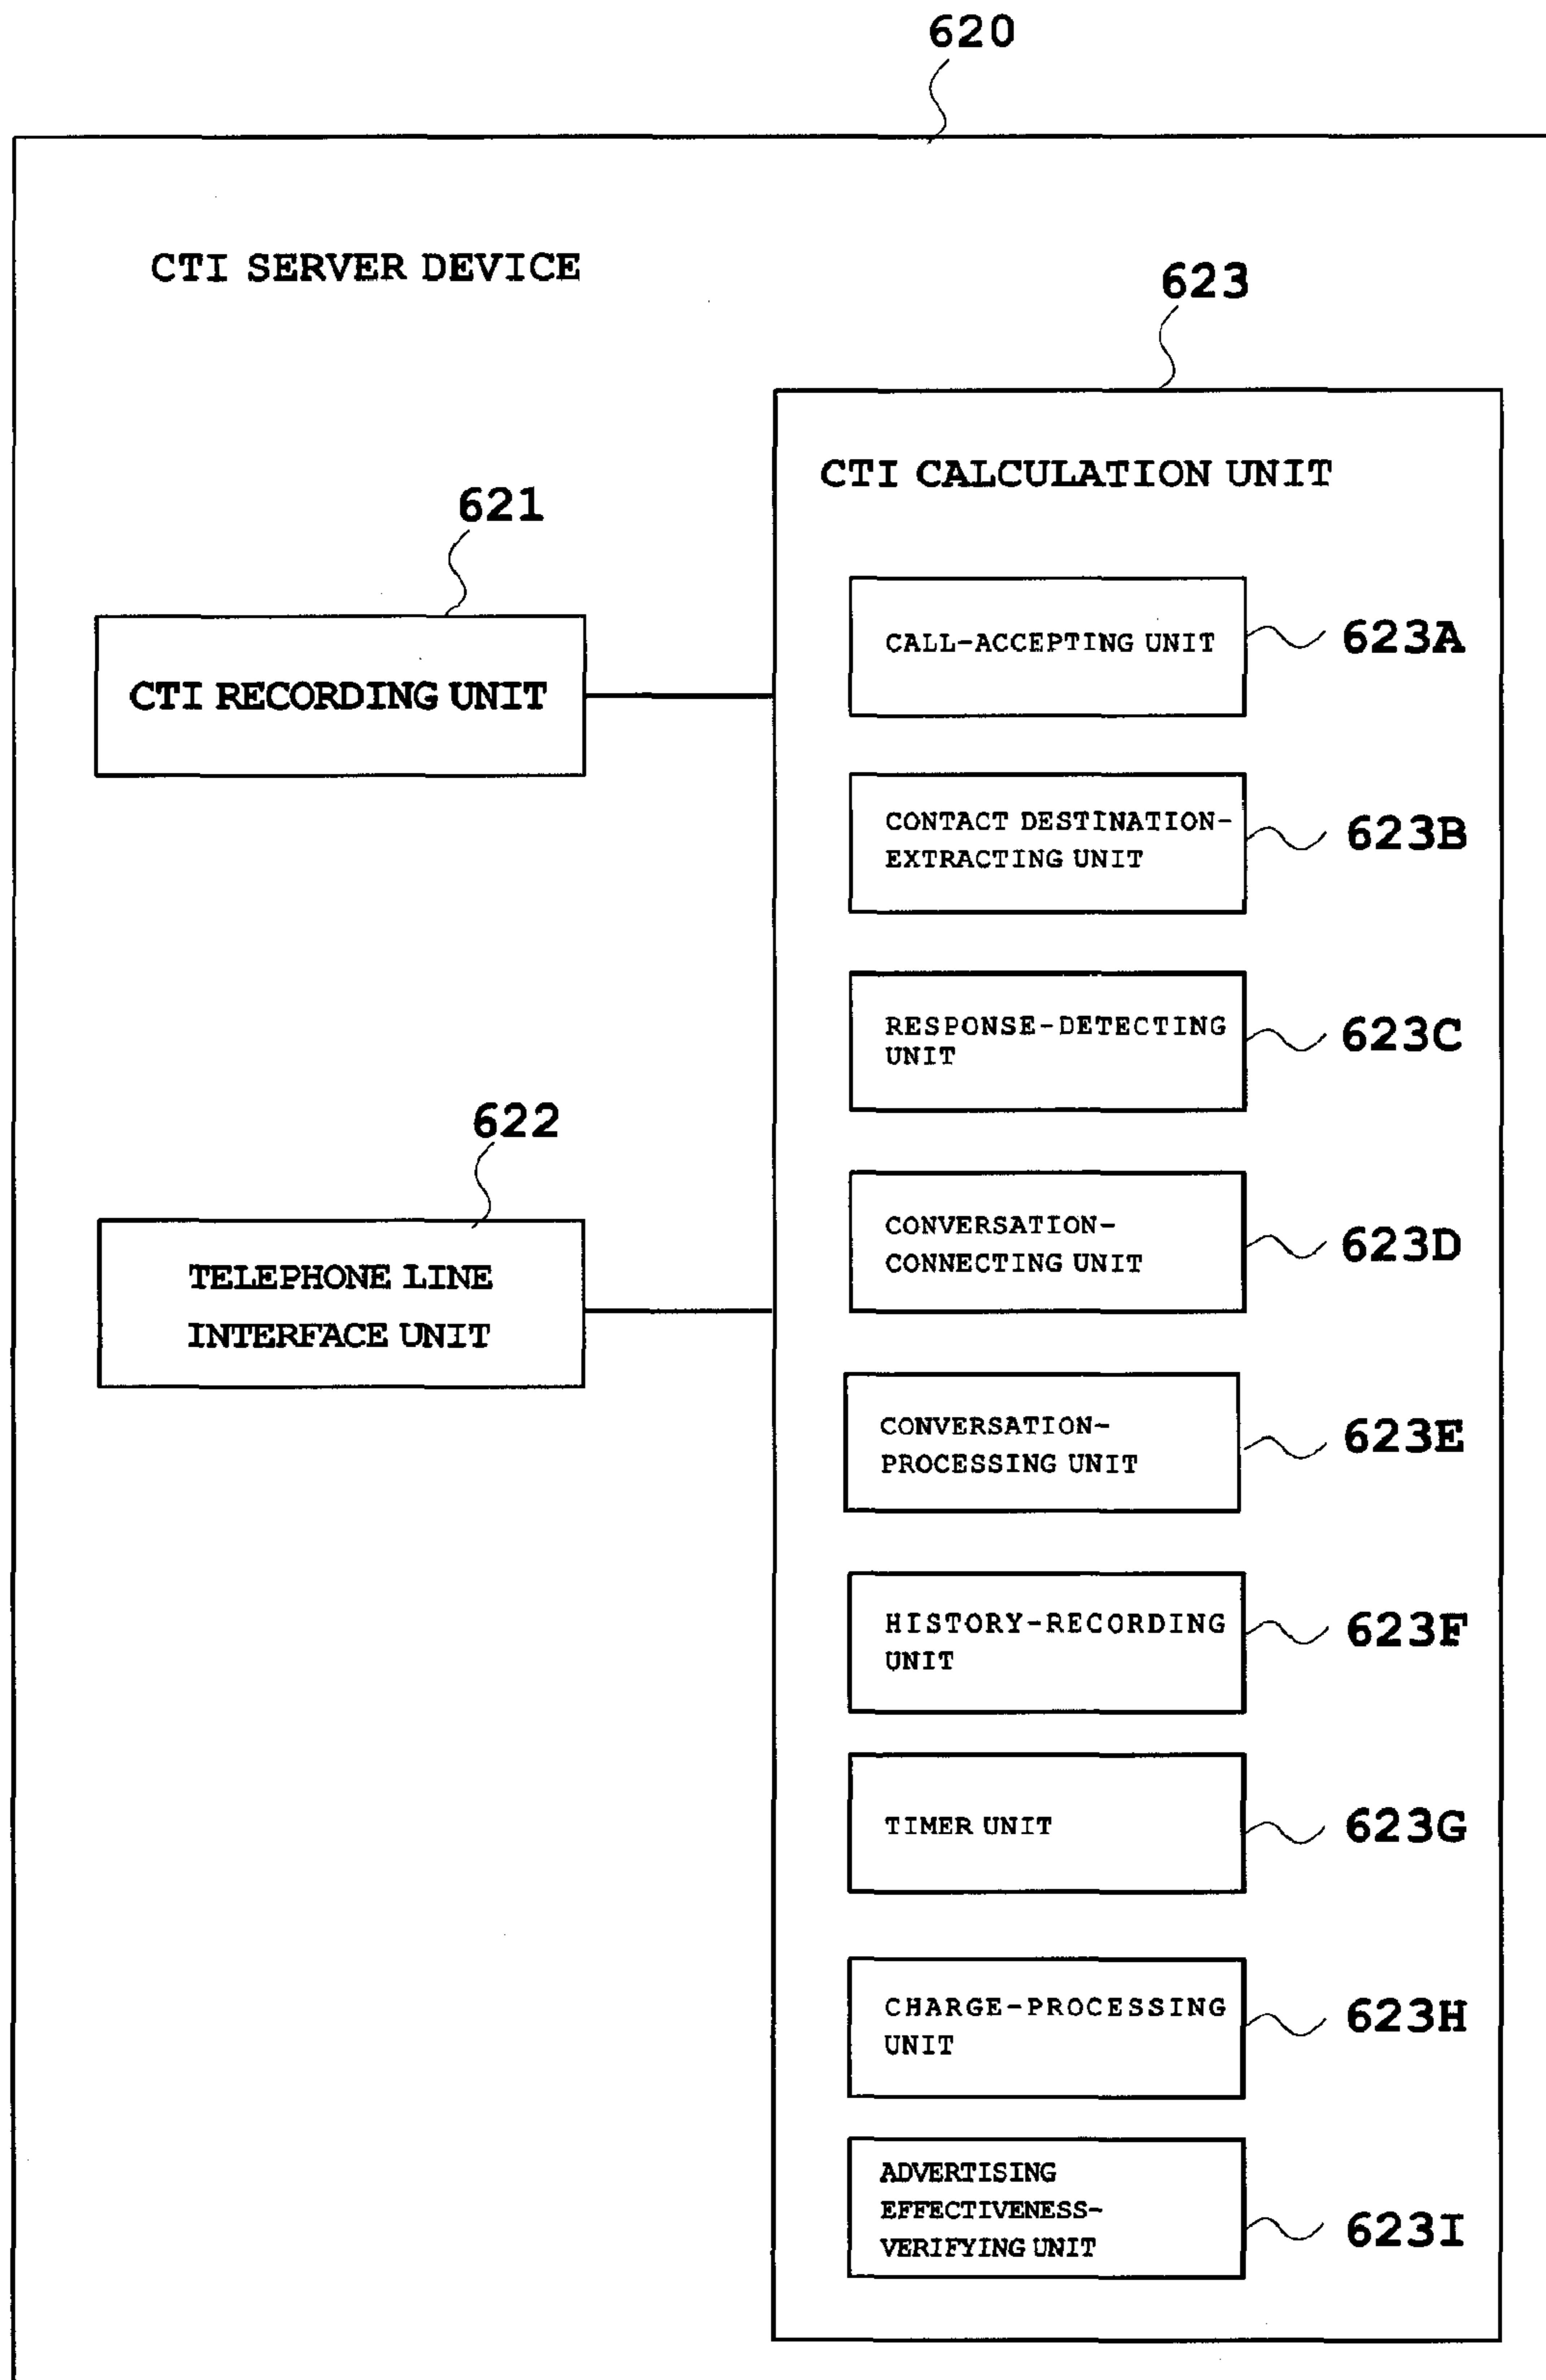 620
CTI SERVER DEVICE
623
CTI CALCULATION UNIT
621
CTI RECORDING UNIT
CALL-ACCEPTING UNIT
623A
CONTACT DESTINATION-
EXTRACTING UNIT
623B
RESPONSE-DETECTING
UNIT
623C
622
TELEPHONE LINE
INTERFACE UNIT
CONVERSATION-
CONNECTING UNIT
623D
CONVERSATION-
PROCESSING UNIT
623E
HISTORY-RECORDING
UNIT
623F
TIMER UNIT
623G
CHARGE-PROCESSING
UNIT
623H
ADVERTISING
EFFECTIVENESS-
VERIFYING UNIT
623I